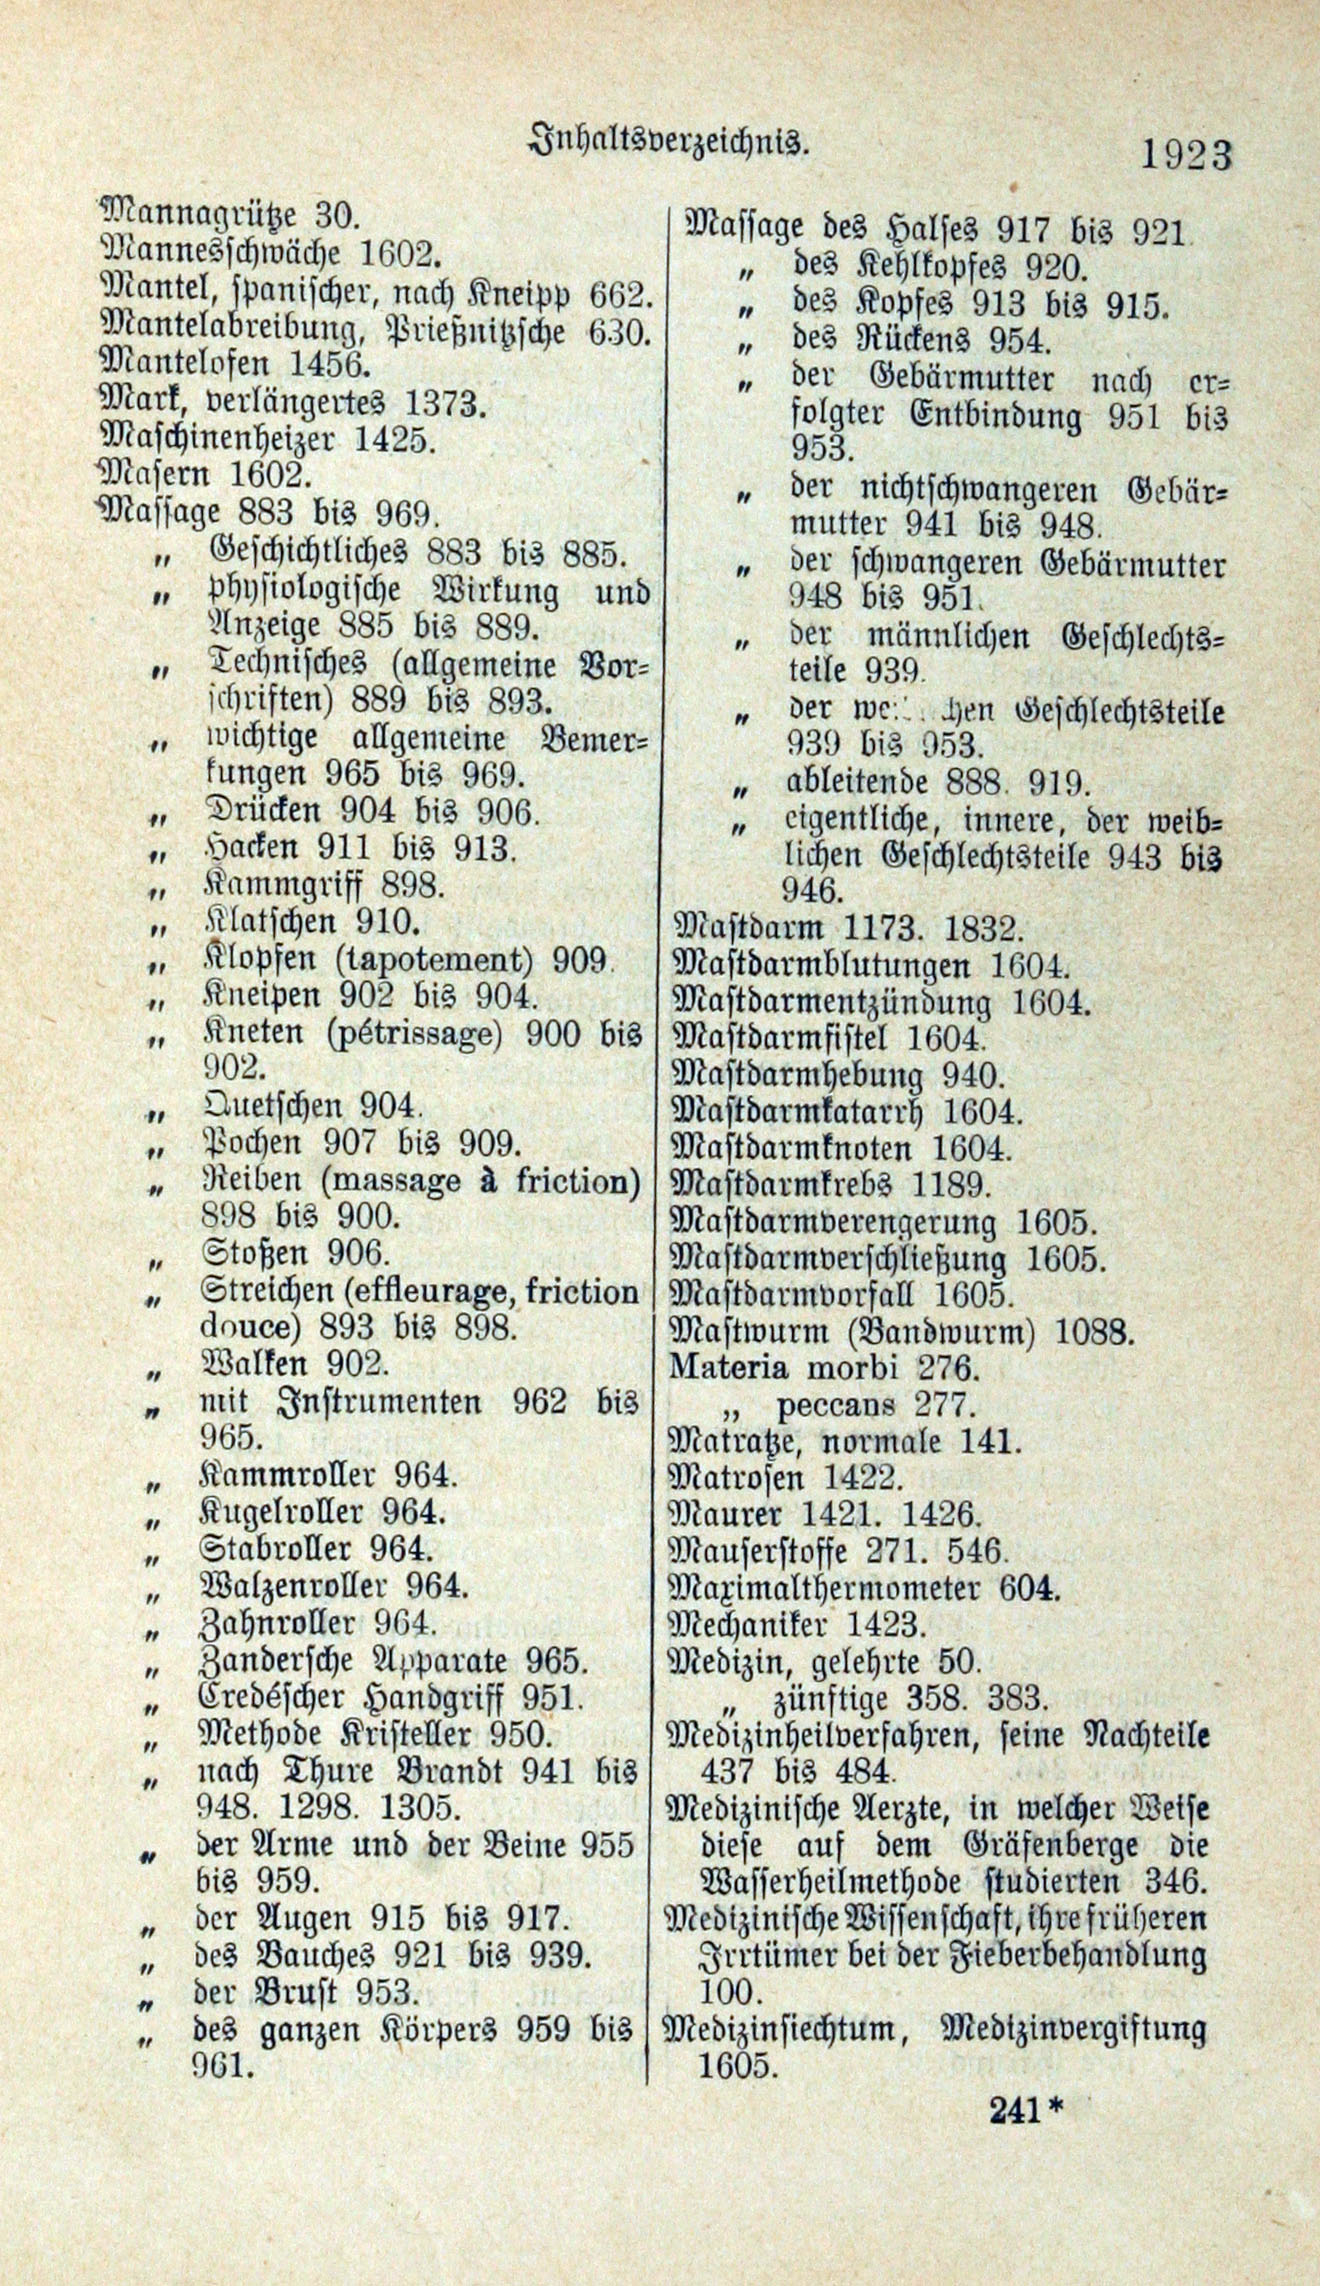 Inhaltsverzeichnis.
1923
Mannagrütze 30.
Mannesschwäche 1602.
Mantel, spanischer, nach Kneipp 662.
Mantelabreibung, Prießnitzsche 630.
Mantelofen 1456.
Mark, verlängertes 1373.
Maschinenheizer 1425.
Masern 1602.
Massage 883 bis 969.
„ Geschichtliches 883 bis 885.
„ physiologische Wirkung und
Anzeige 885 bis 889.
„ Technisches (allgemeine Vor=
schriften) 889 bis 893.
„ wichtige allgemeine Bemer=
kungen 965 bis 969.
„ Drücken 904 bis 906.
„ Hacken 911 bis 913.
„ Kammgriff 898.
„ Klatschen 910.
„ Klopfen (tapotement) 909.
„ Kneipen 902 bis 904.
„ Kneten (pétrissage) 900 bis
902.
„ Quetschen 904.
„ Pochen 907 bis 909.
„ Reiben (massage à friction)
898 bis 900.
„ Stoßen 906.
„ Streichen (effleurage, friction
douce) 893 bis 898.
„ Walken 902.
„ mit Instrumenten 962 bis
965.
„ Kammroller 964.
„ Kugelroller 964.
„ Stabroller 964.
„ Walzenroller 964.
„ Zahnroller 964.
„ Zandersche Apparate 965.
„ Credéscher Handgriff 951.
„ Methode Kristeller 950.
„ nach Thure Brandt 941 bis
948. 1298. 1305.
„ der Arme und der Beine 955
bis 959.
„ der Augen 915 bis 917.
„ des Bauches 921 bis 939.
„ der Brust 953.
„ des ganzen Körpers 959 bis
961.
Massage des Halses 917 bis 921.
„ des Kehlkopfes 920.
„ des Kopfes 913 bis 915.
„ des Rückens 954.
„ der Gebärmutter nach er=
folgter Entbindung 951 bis
953.
„ der nichtschwangeren Gebär=
mutter 941 bis 948.
„ der schwangeren Gebärmutter
948 bis 951.
„ der männlichen Geschlechts=
teile 939.
„ der Geschlechtsteile
939 bis 953.
„ ableitende 888. 919.
„ eigentliche, innere, der weib=
lichen Geschlechtsteile 943 bis
946.
Mastdarm 1173. 1832.
Mastdarmblutungen 1604.
Mastdarmentzündung 1604.
Mastdarmfistel 1604.
Mastdarmhebung 940.
Mastdarmkatarrh 1604.
Mastdarmknoten 1604.
Mastdarmkrebs 1189.
Mastdarmverengerung 1605.
Mastdarmverschließung 1605.
Mastdarmvorfall 1605.
Mastwurm (Bandwurm) 1088.
Materia morbi 276.
„ peccans 277.
Matratze, normale 141.
Matrosen 1422.
Maurer 1421. 1426.
Mauserstoffe 271. 546.
Maximalthermometer 604.
Mechaniker 1423.
Medizin, gelehrte 50.
„ zünftige 358. 383.
Medizinheilverfahren, seine Nachteile
437 bis 484.
Medizinische Aerzte, in welcher Weise
diese auf dem Gräfenberge die
Wasserheilmethode studierten 346.
Medizinische Wissenschaft, ihre früheren
Irrtümer bei der Fieberbehandlung
100.
Medizinsiechtum, Medizinvergiftung
1605.
241*